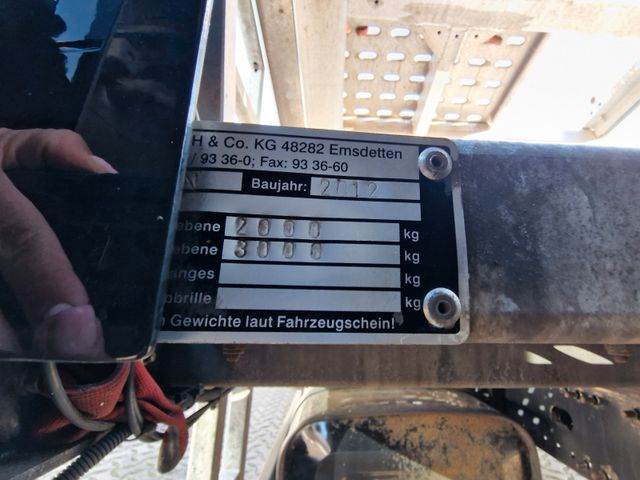 H & Co. KG 48282 Emsdetten
/ 93 36-0; Fax: 93 36-60
N Baujahr: 2012
ebene 2000 kg
ebene 3000 kg
anges kg
bbrille kg
n Gewichte laut Fahrzeugschein!